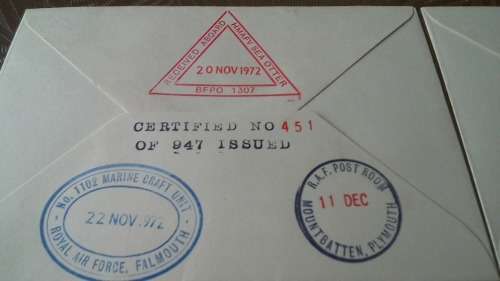 RECEIVED ABOARD
HMAFV SEA OTTER
20 NOV 1972
BFPO 1307
CERTIFIED NO 451
OF 947 ISSUED
No. 1102 MARINE CRAFT UNIT
22 NOV. 1972
ROYAL AIR FORCE, FALMOUTH
R.A.F. POST ROOM
11 DEC
MOUNTBATTEN, PLYMOUTH